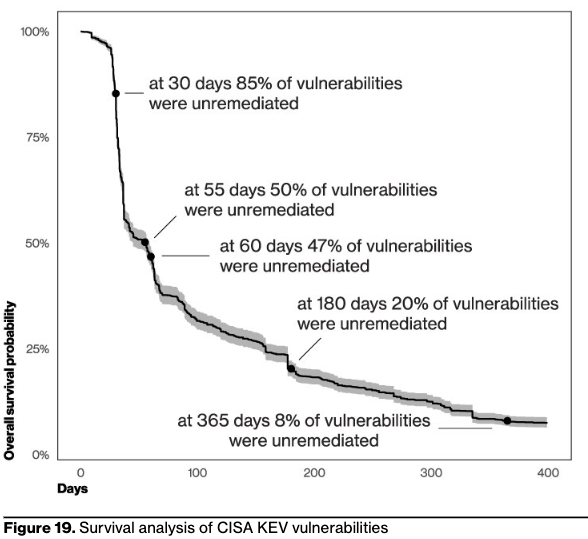 100%
at 30 days 85% of vulnerabilities
were unremediated
75%
at 55 days 50% of vulnerabilities
were unremediated
50%
at 60 days 47% of vulnerabilities
were unremediated
at 180 days 20% of vulnerabilities
were unremediated
25%
at 365 days 8% of vulnerabilities
were unremediated
0%
Overall survival probability
0 100 200 300 400
Days
Figure 19. Survival analysis of CISA KEV vulnerabilities